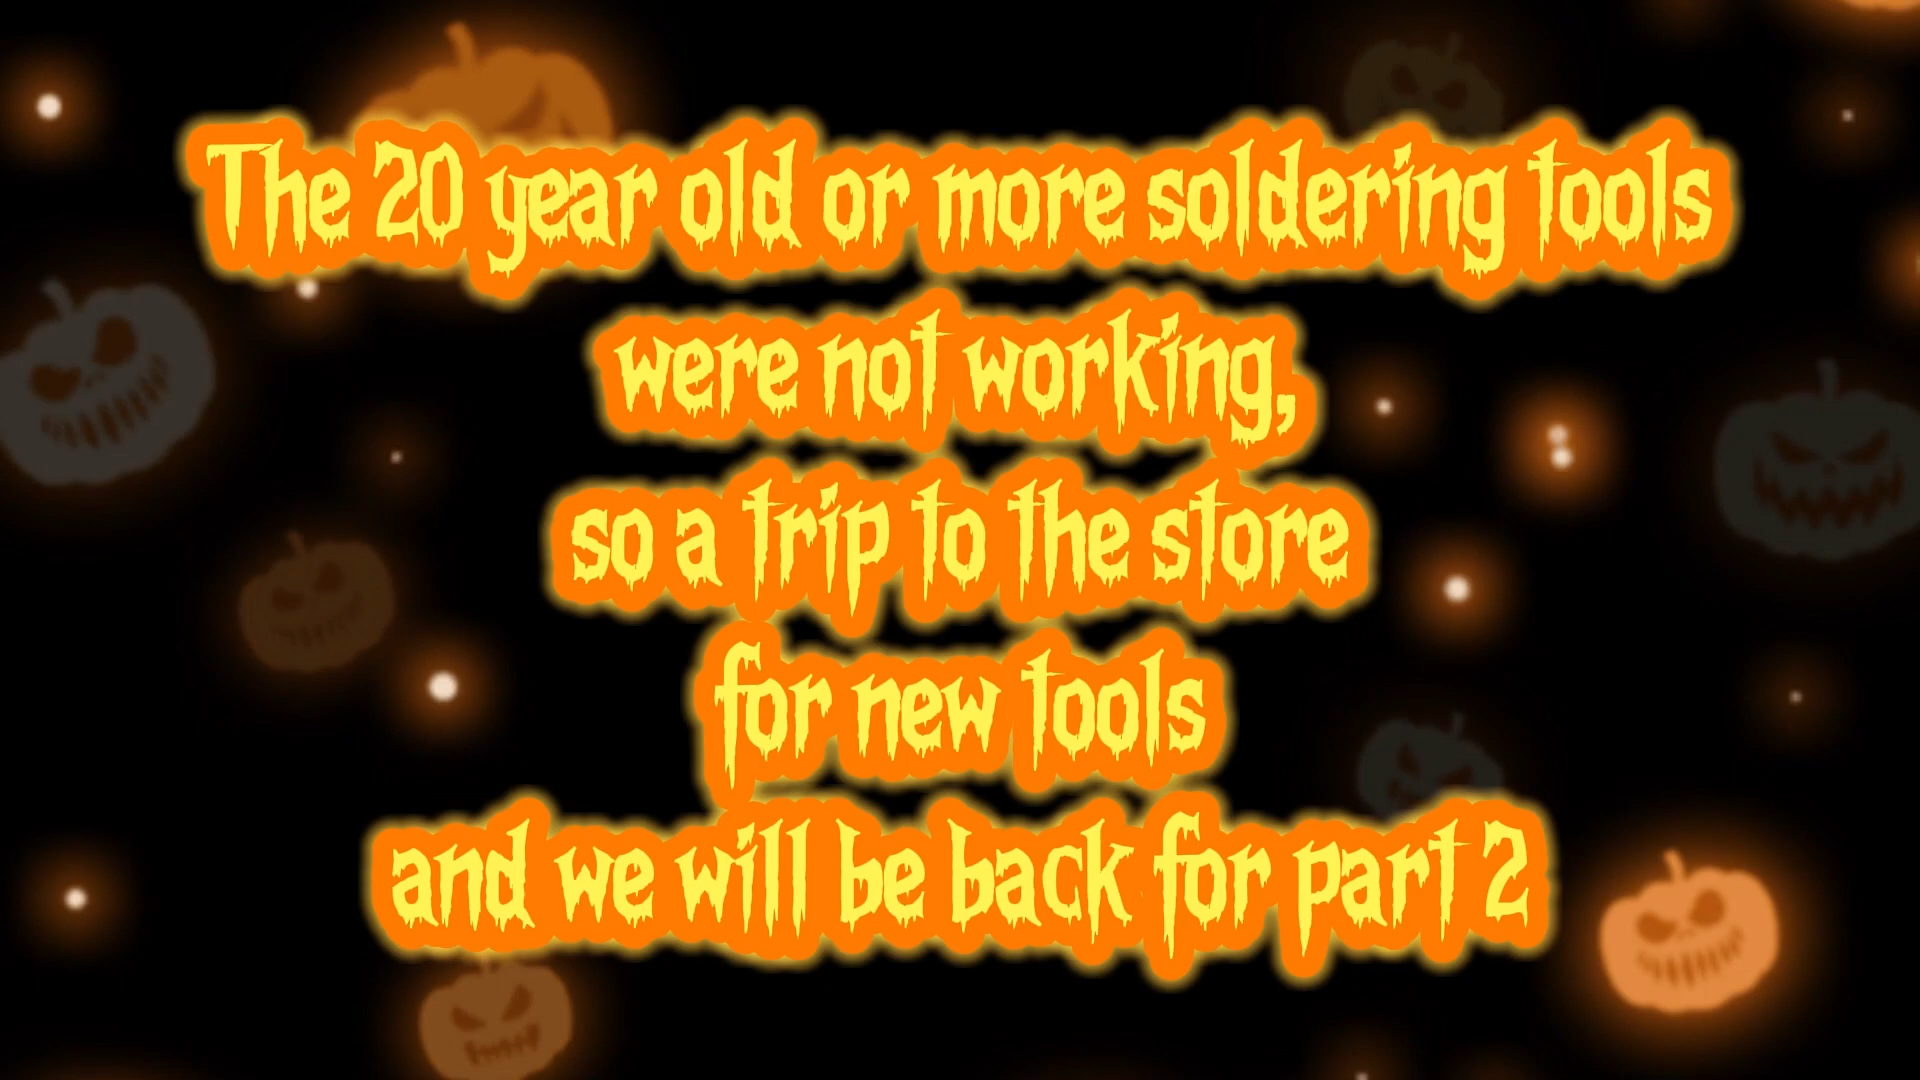 The 20 year old or more soldering tools
were not working,
so a trip to the store
for new tools
and we will be back for part 2